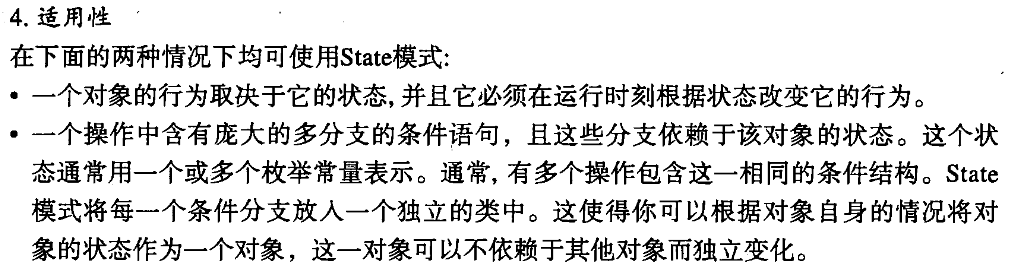 4. 适用性
在下面的两种情况下均可使用State模式:
• 一个对象的行为取决于它的状态, 并且它必须在运行时刻根据状态改变它的行为。
• 一个操作中含有庞大的多分支的条件语句，且这些分支依赖于该对象的状态。这个状
态通常用一个或多个枚举常量表示。通常, 有多个操作包含这一相同的条件结构。State
模式将每一个条件分支放入一个独立的类中。这使得你可以根据对象自身的情况将对
象的状态作为一个对象，这一对象可以不依赖于其他对象而独立变化。